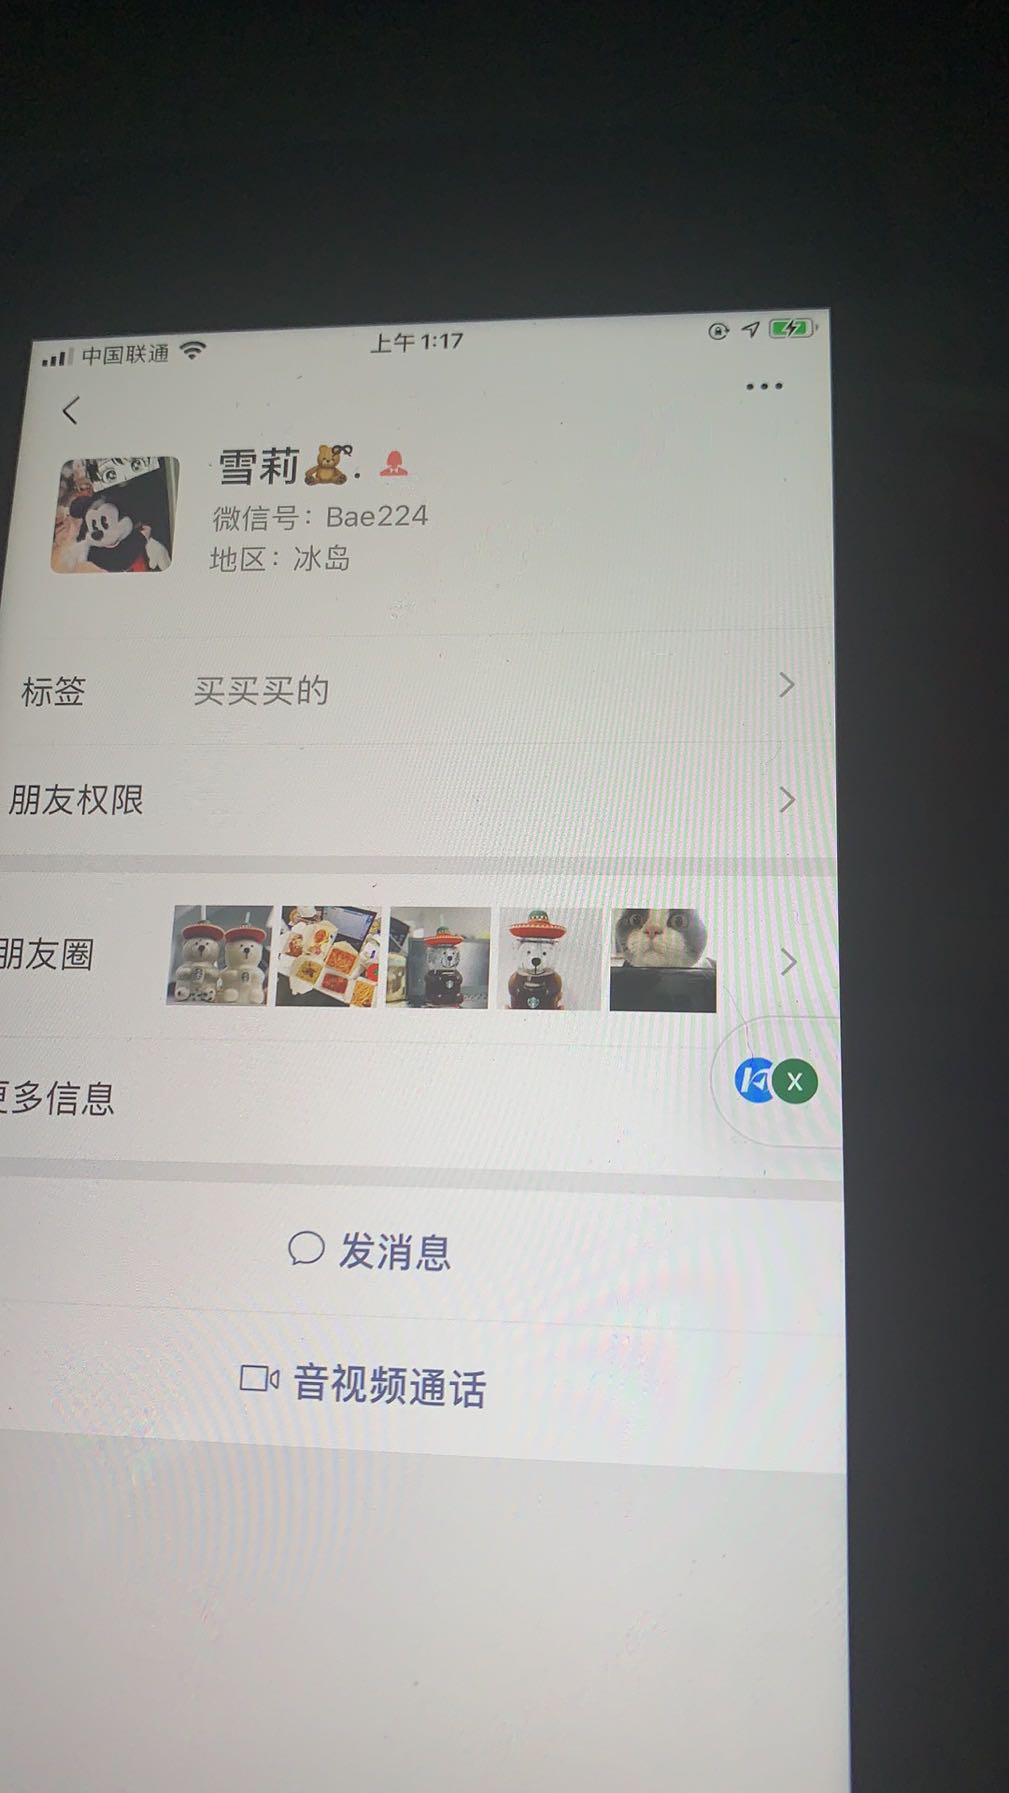 中国联通 上午1:17
雪莉🧸.
微信号：Bae224
地区：冰岛
标签 买买买的
朋友权限
朋友圈
更多信息
X
发消息
音视频通话